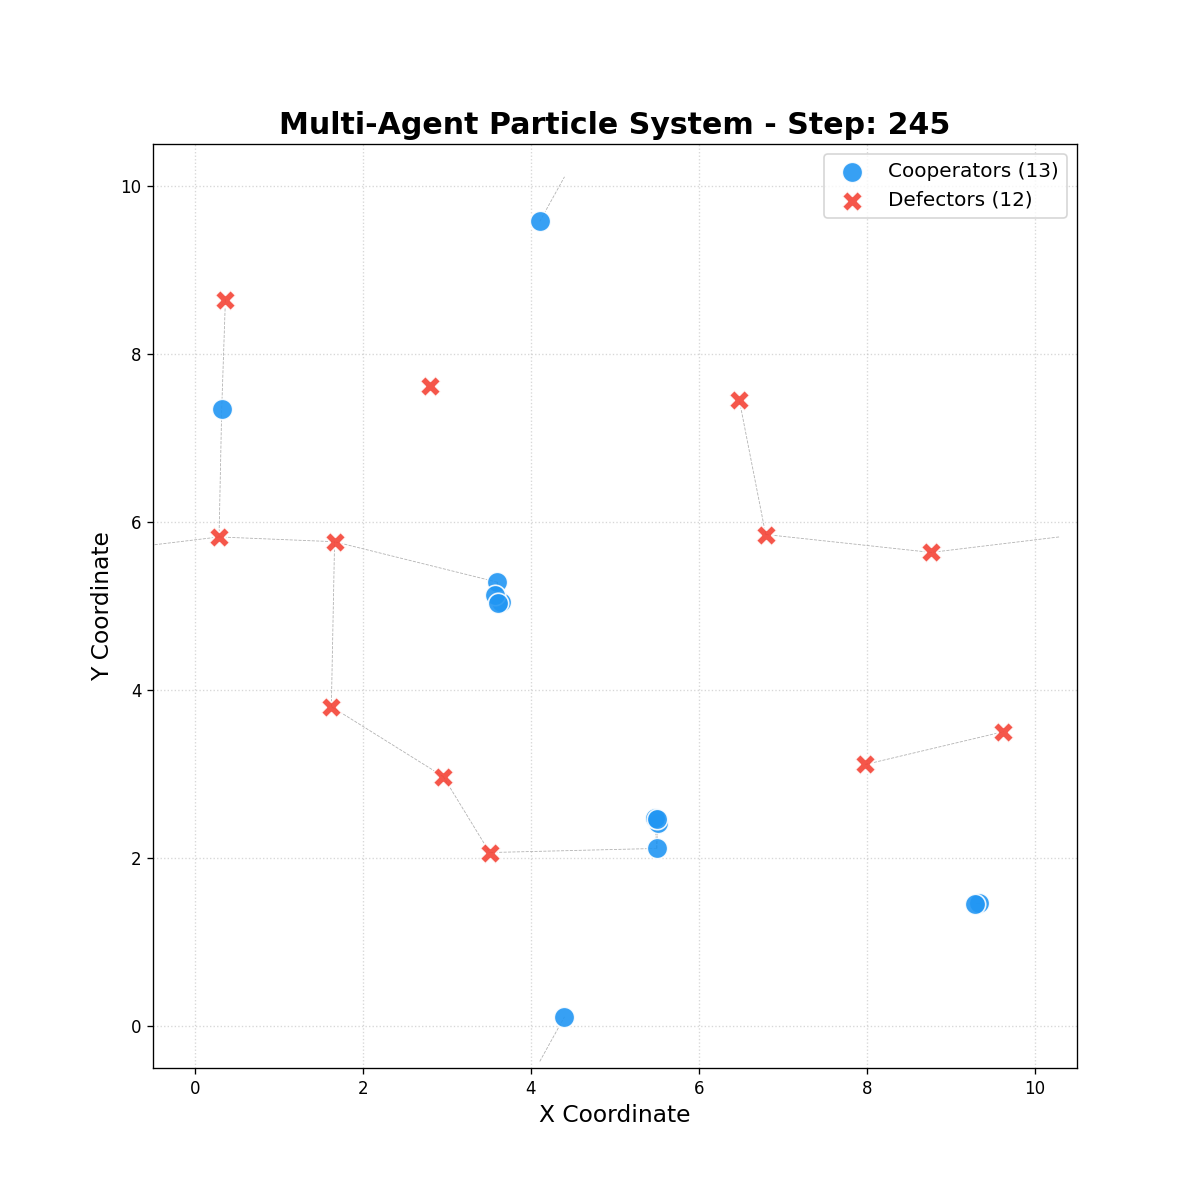 Multi-Agent Particle System - Step: 245
Cooperators (13)
Defectors (12)
Y Coordinate
10
8
6
4
2
0
0 2 4 6 8 10
X Coordinate